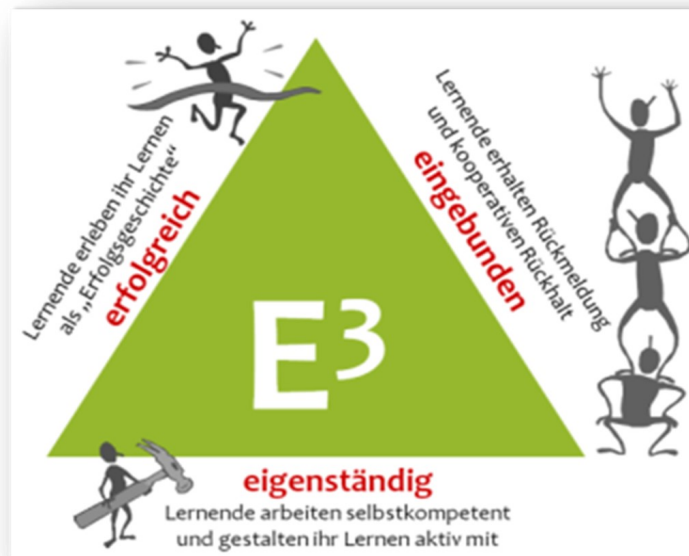 Lernende erleben ihr Lernen
als „Erfolgsgeschichte“
erfolgreich
Lernende erhalten Rückmeldung
und kooperativen Rückhalt
eingebunden
E³
eigenständig
Lernende arbeiten selbstkompetent
und gestalten ihr Lernen aktiv mit